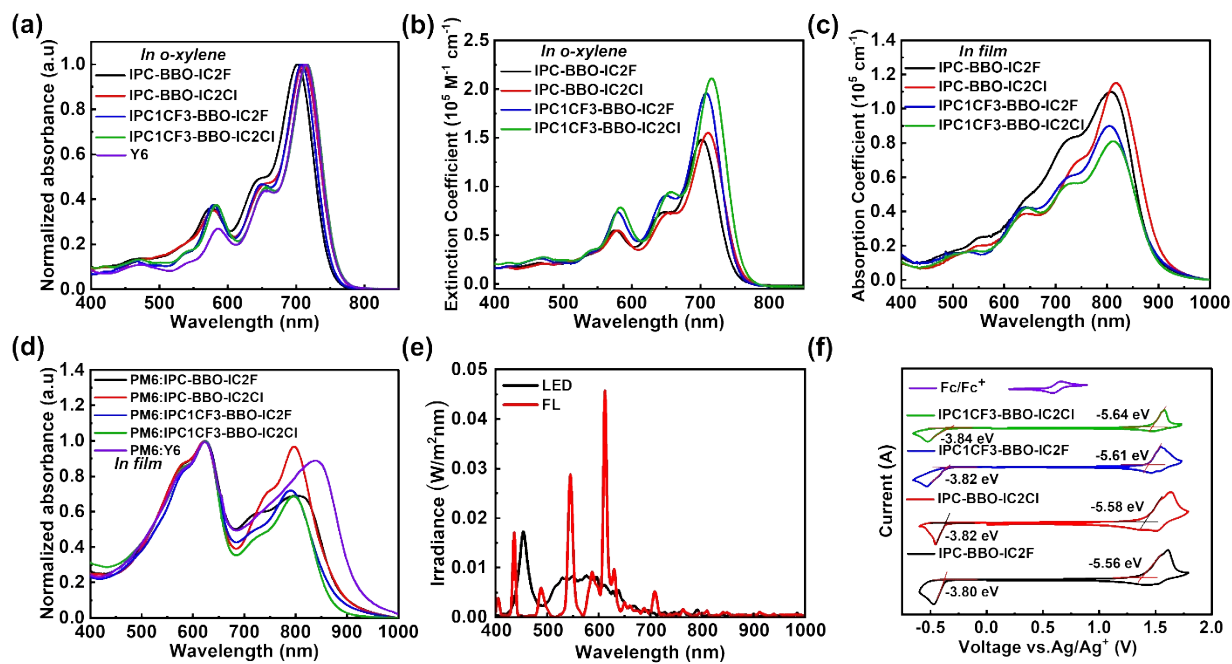 (a)
Normalized absorbance (a.u)
1.4
1.2
1.0
0.8
0.6
0.4
0.2
0.0
In o-xylene
IPC-BBO-IC2F
IPC-BBO-IC2Cl
IPC1CF3-BBO-IC2F
IPC1CF3-BBO-IC2Cl
Y6
400 500 600 700 800
Wavelength (nm)
(b)
Extinction Coefficient (10⁵ M⁻¹ cm⁻¹)
2.5
2.0
1.5
1.0
0.5
0.0
In o-xylene
IPC-BBO-IC2F
IPC-BBO-IC2Cl
IPC1CF3-BBO-IC2F
IPC1CF3-BBO-IC2Cl
400 500 600 700 800
Wavelength (nm)
(c)
Absorption Coefficient (10⁵ cm⁻¹)
1.4
1.2
1.0
0.8
0.6
0.4
0.2
0.0
In film
IPC-BBO-IC2F
IPC-BBO-IC2Cl
IPC1CF3-BBO-IC2F
IPC1CF3-BBO-IC2Cl
400 500 600 700 800 900 1000
Wavelength (nm)
(d)
Normalized absorbance (a.u)
1.4
1.2
1.0
0.8
0.6
0.4
0.2
0.0
PM6:IPC-BBO-IC2F
PM6:IPC-BBO-IC2Cl
PM6:IPC1CF3-BBO-IC2F
PM6:IPC1CF3-BBO-IC2Cl
PM6:Y6
In film
400 500 600 700 800 900 1000
Wavelength (nm)
(e)
Irradiance (W/m²nm)
0.05
0.04
0.03
0.02
0.01
0.00
LED
FL
400 500 600 700 800 900 1000
Wavelength (nm)
(f)
Current (A)
Fc/Fc⁺
IPC1CF3-BBO-IC2Cl
-5.64 eV
-3.84 eV
IPC1CF3-BBO-IC2F
-5.61 eV
-3.82 eV
IPC-BBO-IC2Cl
-5.58 eV
-3.82 eV
IPC-BBO-IC2F
-5.56 eV
-3.80 eV
-0.5 0.0 0.5 1.0 1.5 2.0
Voltage vs.Ag/Ag⁺ (V)